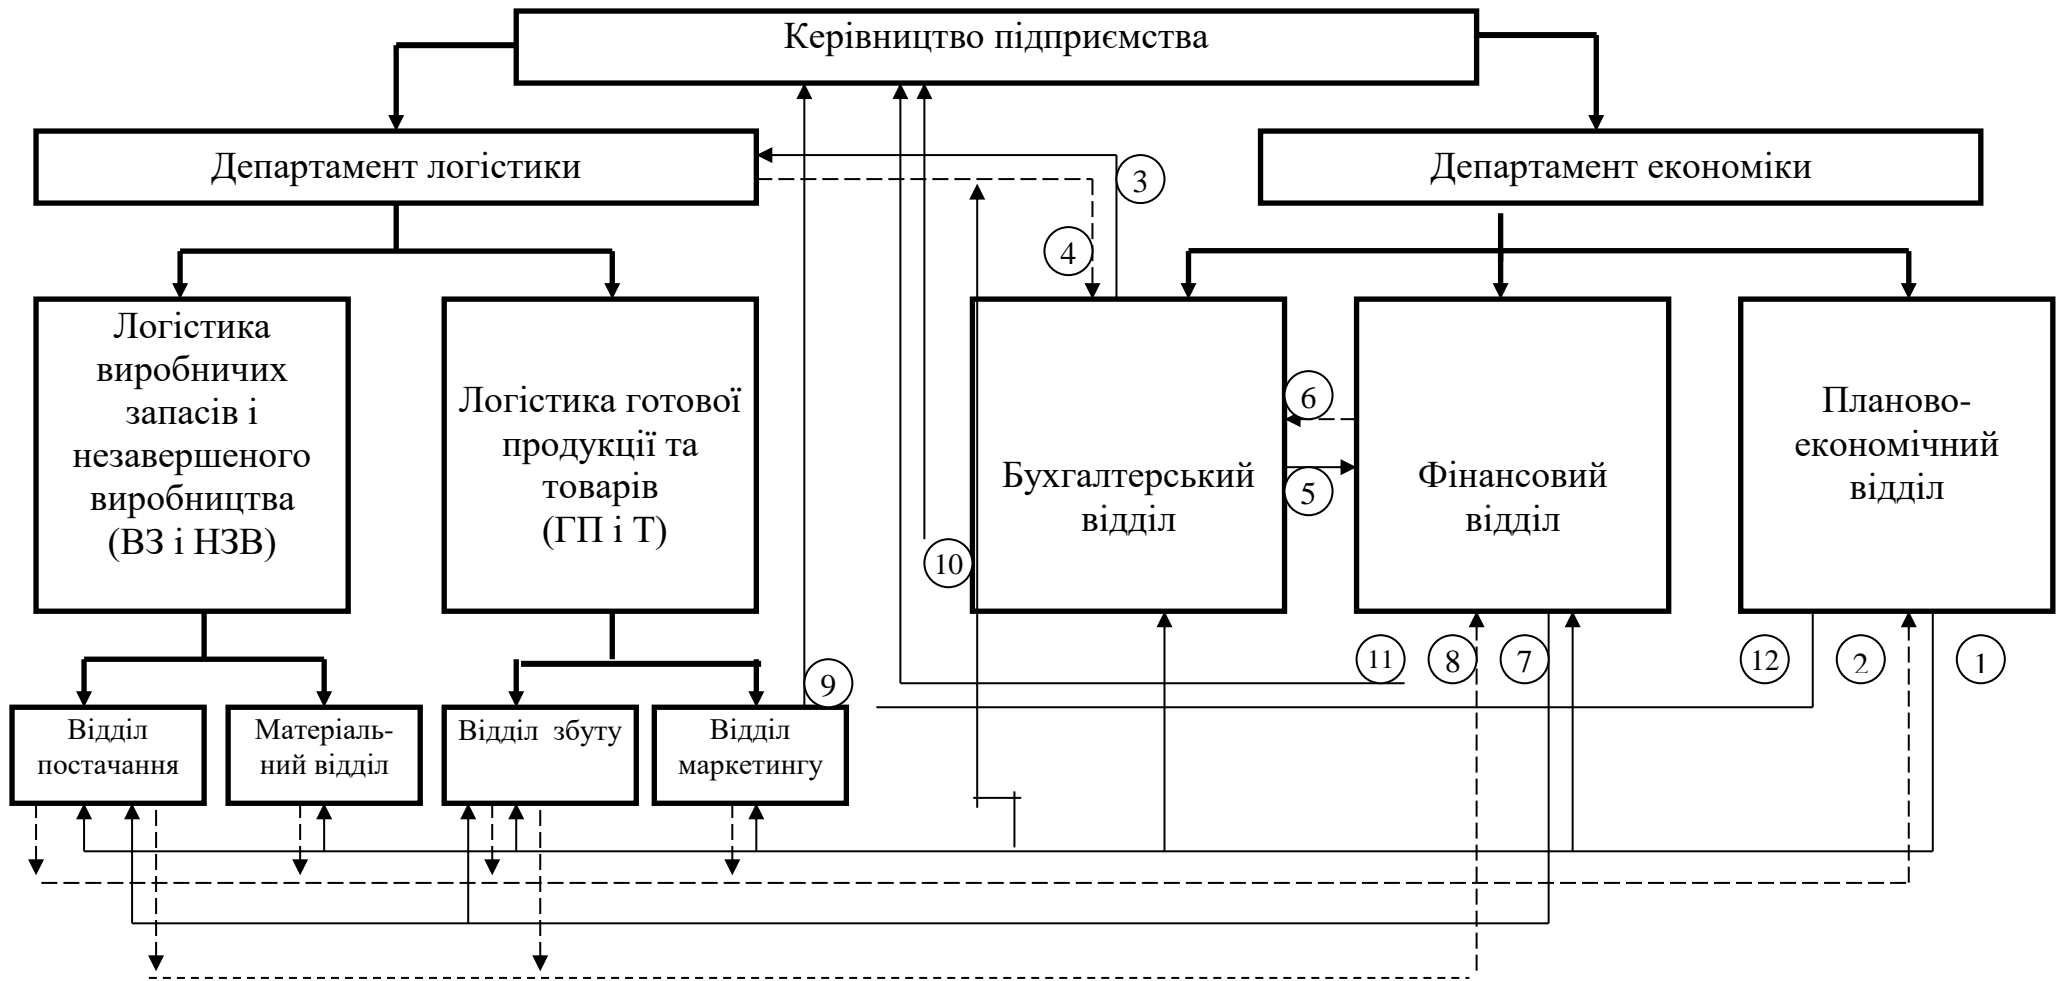 Керівництво підприємства
Департамент логістики
Департамент економіки
3
4
Логістика
виробничих
запасів і
незавершеного
виробництва
(ВЗ і НЗВ)
Логістика готової
продукції та
товарів
(ГП і Т)
Бухгалтерський
відділ
6
5
Фінансовий
відділ
Планово-
економічний
відділ
10
11
8
7
12
2
1
9
Відділ
постачання
Матеріаль-
ний відділ
Відділ збуту
Відділ
маркетингу